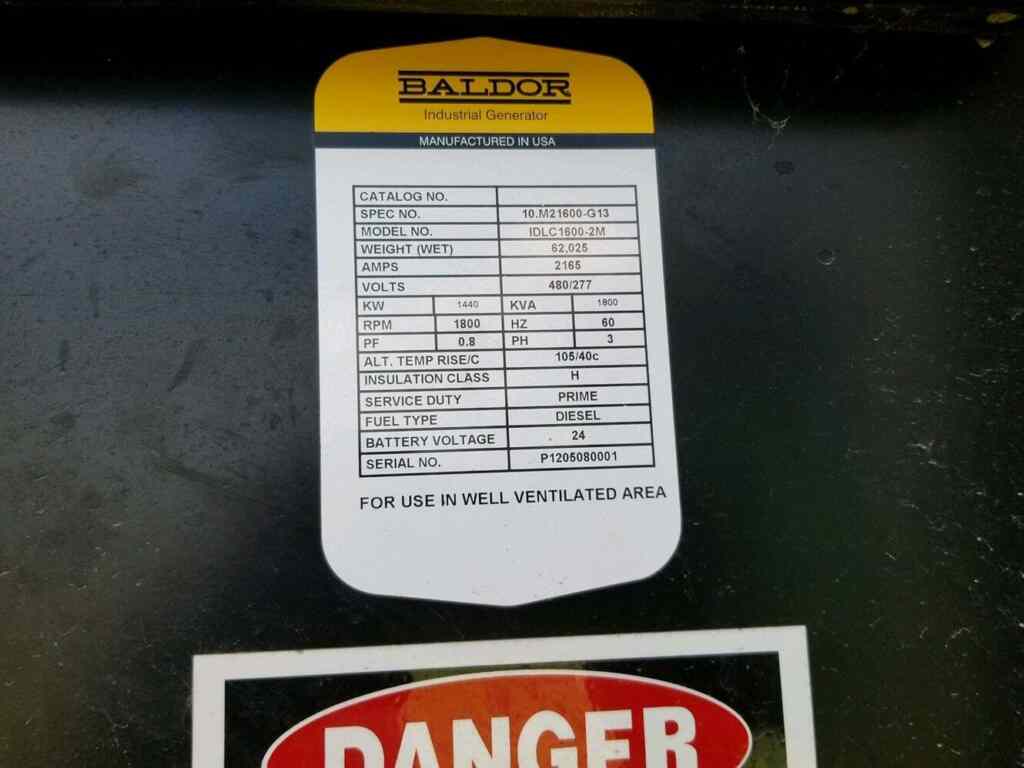 BALDOR
Industrial Generator
MANUFACTURED IN USA
CATALOG NO.
SPEC NO. 10.M21600-G13
MODEL NO. IDLC1600-2M
WEIGHT (WET) 62,025
AMPS 2165
VOLTS 480/277
KW 1440 KVA 1800
RPM 1800 HZ 60
PF 0.8 PH 3
ALT. TEMP RISE/C 105/40c
INSULATION CLASS H
SERVICE DUTY PRIME
FUEL TYPE DIESEL
BATTERY VOLTAGE 24
SERIAL NO. P1205080001
FOR USE IN WELL VENTILATED AREA
DANGER